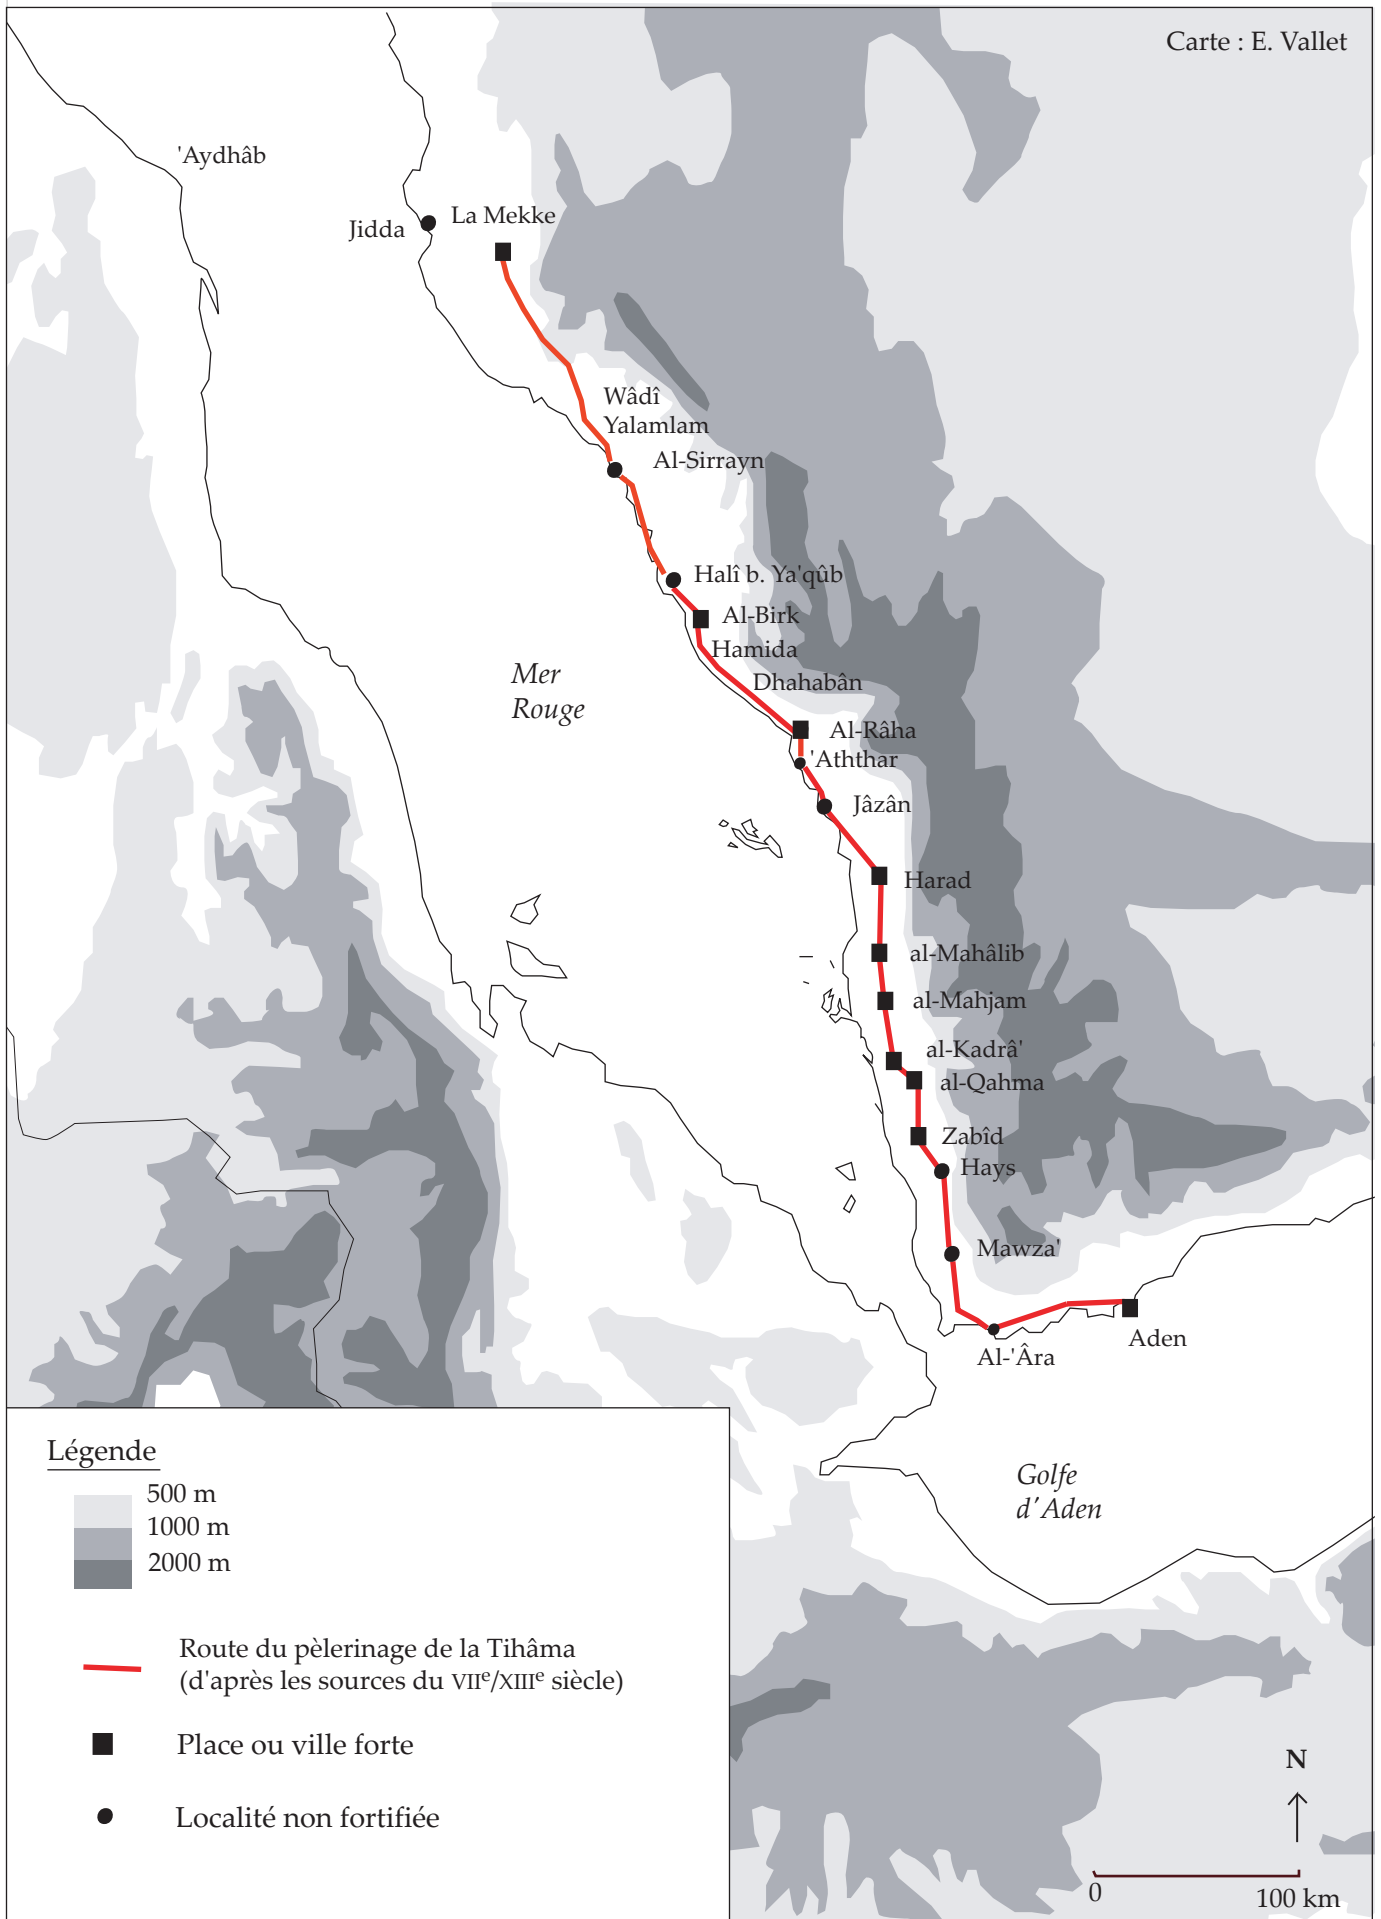 Carte : E. Vallet
'Aydhâb
La Mekke
Jidda
Wâdî
Yalamlam
Al-Sirrayn
Halî b. Ya'qûb
Al-Birk
Hamida
Mer
Rouge
Dhahabân
Al-Râha
'Aththar
Jâzân
Harad
al-Mahâlib
al-Mahjam
al-Kadrâ'
al-Qahma
Zabîd
Hays
Mawza'
Aden
Al-'Âra
Golfe
d'Aden
Légende
500 m
1000 m
2000 m
Route du pèlerinage de la Tihâma
(d'après les sources du VIIe/XIIIe siècle)
Place ou ville forte
Localité non fortifiée
N
0 100 km